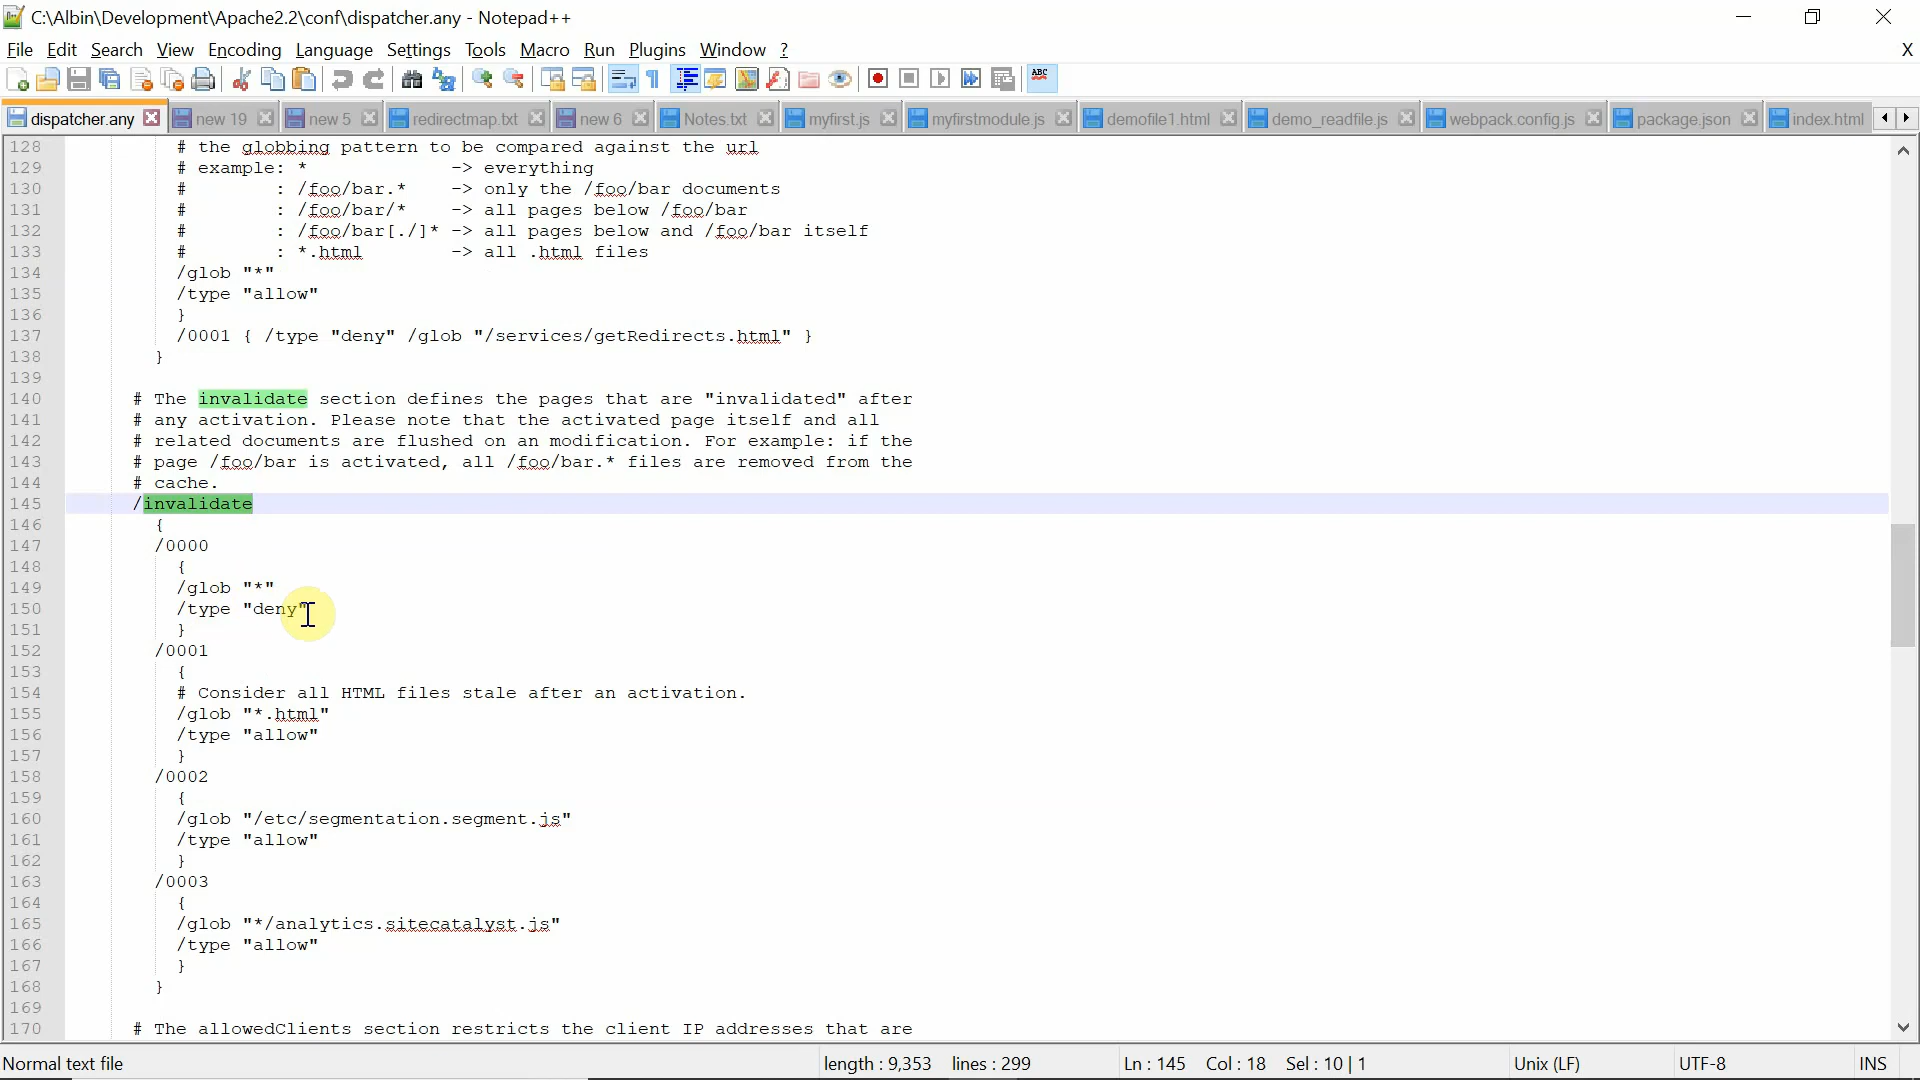 C:\Albin\Development\Apache2.2\conf\dispatcher.any - Notepad++
File Edit Search View Encoding Language Settings Tools Macro Run Plugins Window ? X
ABC
dispatcher.any new 19 new 5 redirectmap.txt new 6 Notes.txt myfirst.js myfirstmodule.js demofile1.html demo_readfile.js webpack.config.js package.json index.html
128 # the globbing pattern to be compared against the url
129 # example: * -> everything
130 # : /foo/bar.* -> only the /foo/bar documents
131 # : /foo/bar/* -> all pages below /foo/bar
132 # : /foo/bar[./]* -> all pages below and /foo/bar itself
133 # : *.html -> all .html files
134 /glob "*"
135 /type "allow"
136 }
137 /0001 { /type "deny" /glob "/services/getRedirects.html" }
138 }
139
140 # The invalidate section defines the pages that are "invalidated" after
141 # any activation. Please note that the activated page itself and all
142 # related documents are flushed on an modification. For example: if the
143 # page /foo/bar is activated, all /foo/bar.* files are removed from the
144 # cache.
145 /invalidate
146 {
147 /0000
148 {
149 /glob "*"
150 /type "deny"
151 }
152 /0001
153 {
154 # Consider all HTML files stale after an activation.
155 /glob "*.html"
156 /type "allow"
157 }
158 /0002
159 {
160 /glob "/etc/segmentation.segment.js"
161 /type "allow"
162 }
163 /0003
164 {
165 /glob "*/analytics.sitecatalyst.js"
166 /type "allow"
167 }
168 }
169
170 # The allowedClients section restricts the client IP addresses that are
Normal text file length : 9,353 lines : 299 Ln : 145 Col : 18 Sel : 10 | 1 Unix (LF) UTF-8 INS